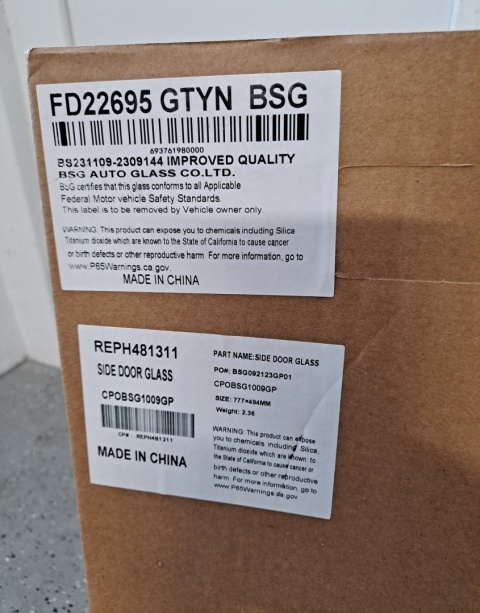 FD22695 GTYN BSG
693761980000
BS231109-2309144 IMPROVED QUALITY
BSG AUTO GLASS CO.LTD.
BSG certifies that this glass conforms to all Applicable
Federal Motor vehicle Safety Standards.
This label is to be removed by Vehicle owner only
WARNING: This product can expose you to chemicals including Silica
Titanium dioxide which are known to the State of California to cause cancer
or birth defects or other reproductive harm For more information, go to
www.P65Warnings.ca.gov.
MADE IN CHINA
REPH481311
SIDE DOOR GLASS
CPOBSG1009GP
CP#: REPH481311
MADE IN CHINA
PART NAME:SIDE DOOR GLASS
PO#: BSG092123GP01
CPOBSG1009GP
SIZE: 777×494MM
Weight: 2.36
WARNING: This product can expose
you to chemicals including Silica,
Titanium dioxide which are known to
the State of California to cause cancer or
birth defects or other reproductive
harm. For more information, go to
www.P65Warnings.ca.gov.